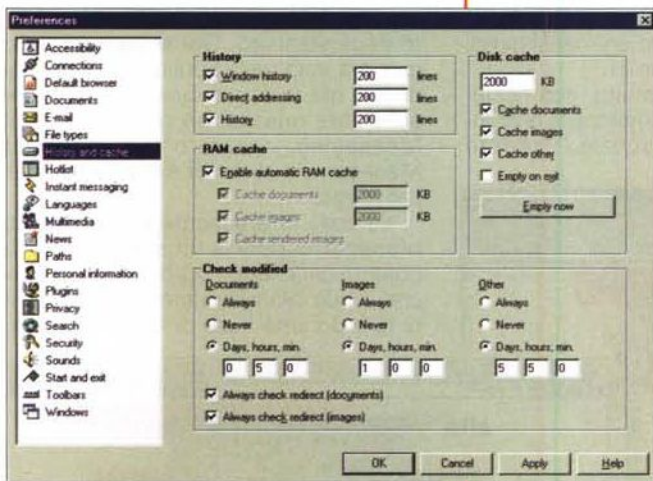 Preferences
Accessibility
Connections
Default browser
Documents
E-mail
File types
History and cache
Hotlist
Instant messaging
Languages
Multimedia
News
Paths
Personal information
Plugins
Privacy
Search
Security
Sounds
Start and exit
Toolbars
Windows
History
Window history 200 lines
Direct addressing 200 lines
History 200 lines
RAM cache
Enable automatic RAM cache
Cache documents 2000 KB
Cache images 2000 KB
Cache rendered images
Disk cache
2000 KB
Cache documents
Cache images
Cache other
Empty on exit
Empty now
Check modified
Documents Images Other
Always Always Always
Never Never Never
Days, hours, min. Days, hours, min. Days, hours, min.
0 5 0 1 0 0 5 5 0
Always check redirect (documents)
Always check redirect (images)
OK Cancel Apply Help